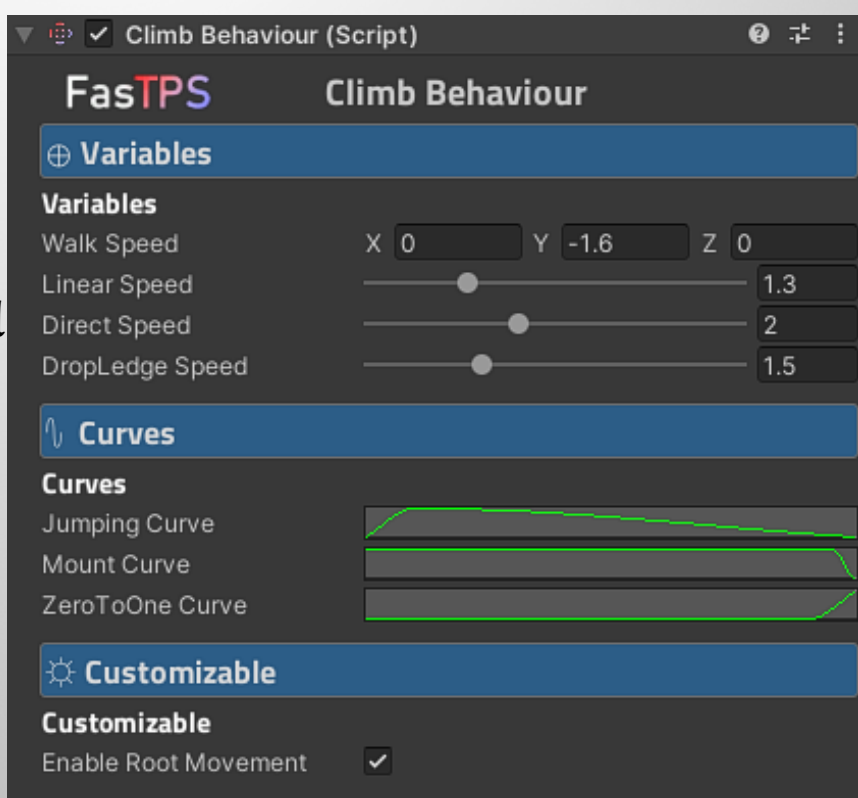 Climb Behaviour (Script)
FasTPS Climb Behaviour
Variables
Variables
Walk Speed X 0 Y -1.6 Z 0
Linear Speed 1.3
Direct Speed 2
DropLedge Speed 1.5
Curves
Curves
Jumping Curve
Mount Curve
ZeroToOne Curve
Customizable
Customizable
Enable Root Movement